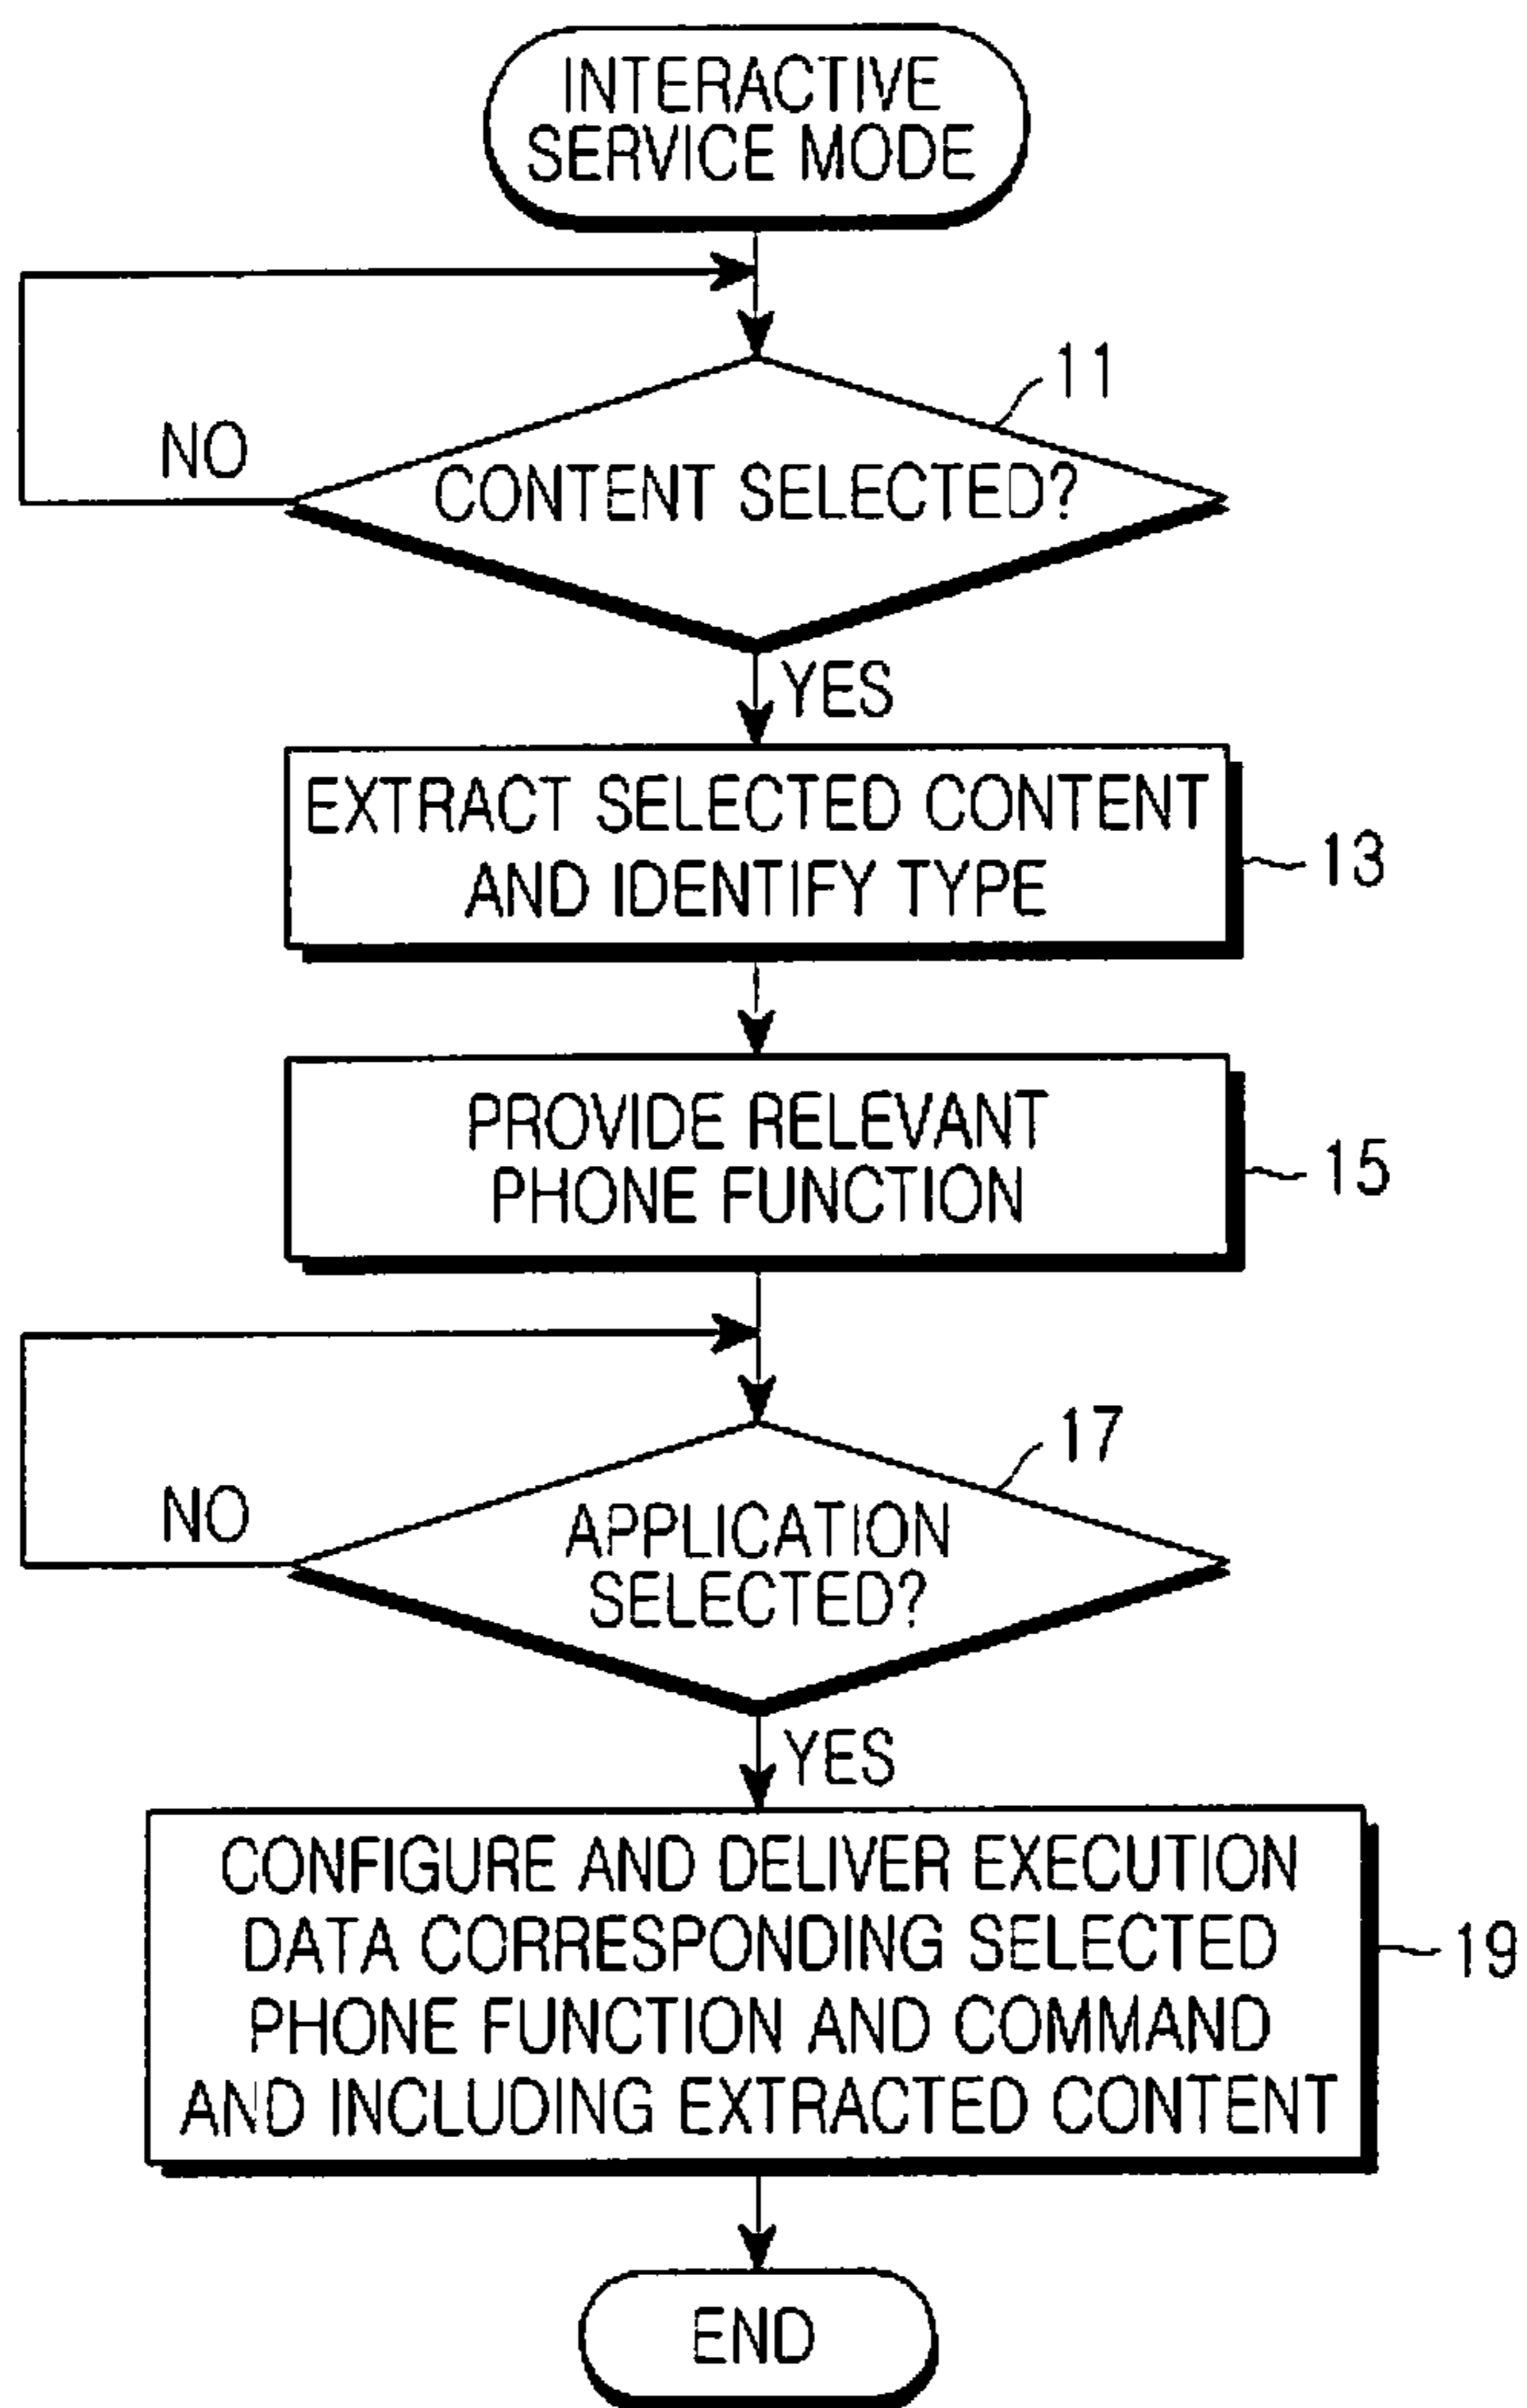 INTERACTIVE
SERVICE MODE
11
NO
CONTENT SELECTED?
YES
EXTRACT SELECTED CONTENT
AND IDENTIFY TYPE
13
PROVIDE RELEVANT
PHONE FUNCTION
15
17
NO
APPLICATION
SELECTED?
YES
CONFIGURE AND DELIVER EXECUTION
DATA CORRESPONDING SELECTED
PHONE FUNCTION AND COMMAND
AND INCLUDING EXTRACTED CONTENT
19
END